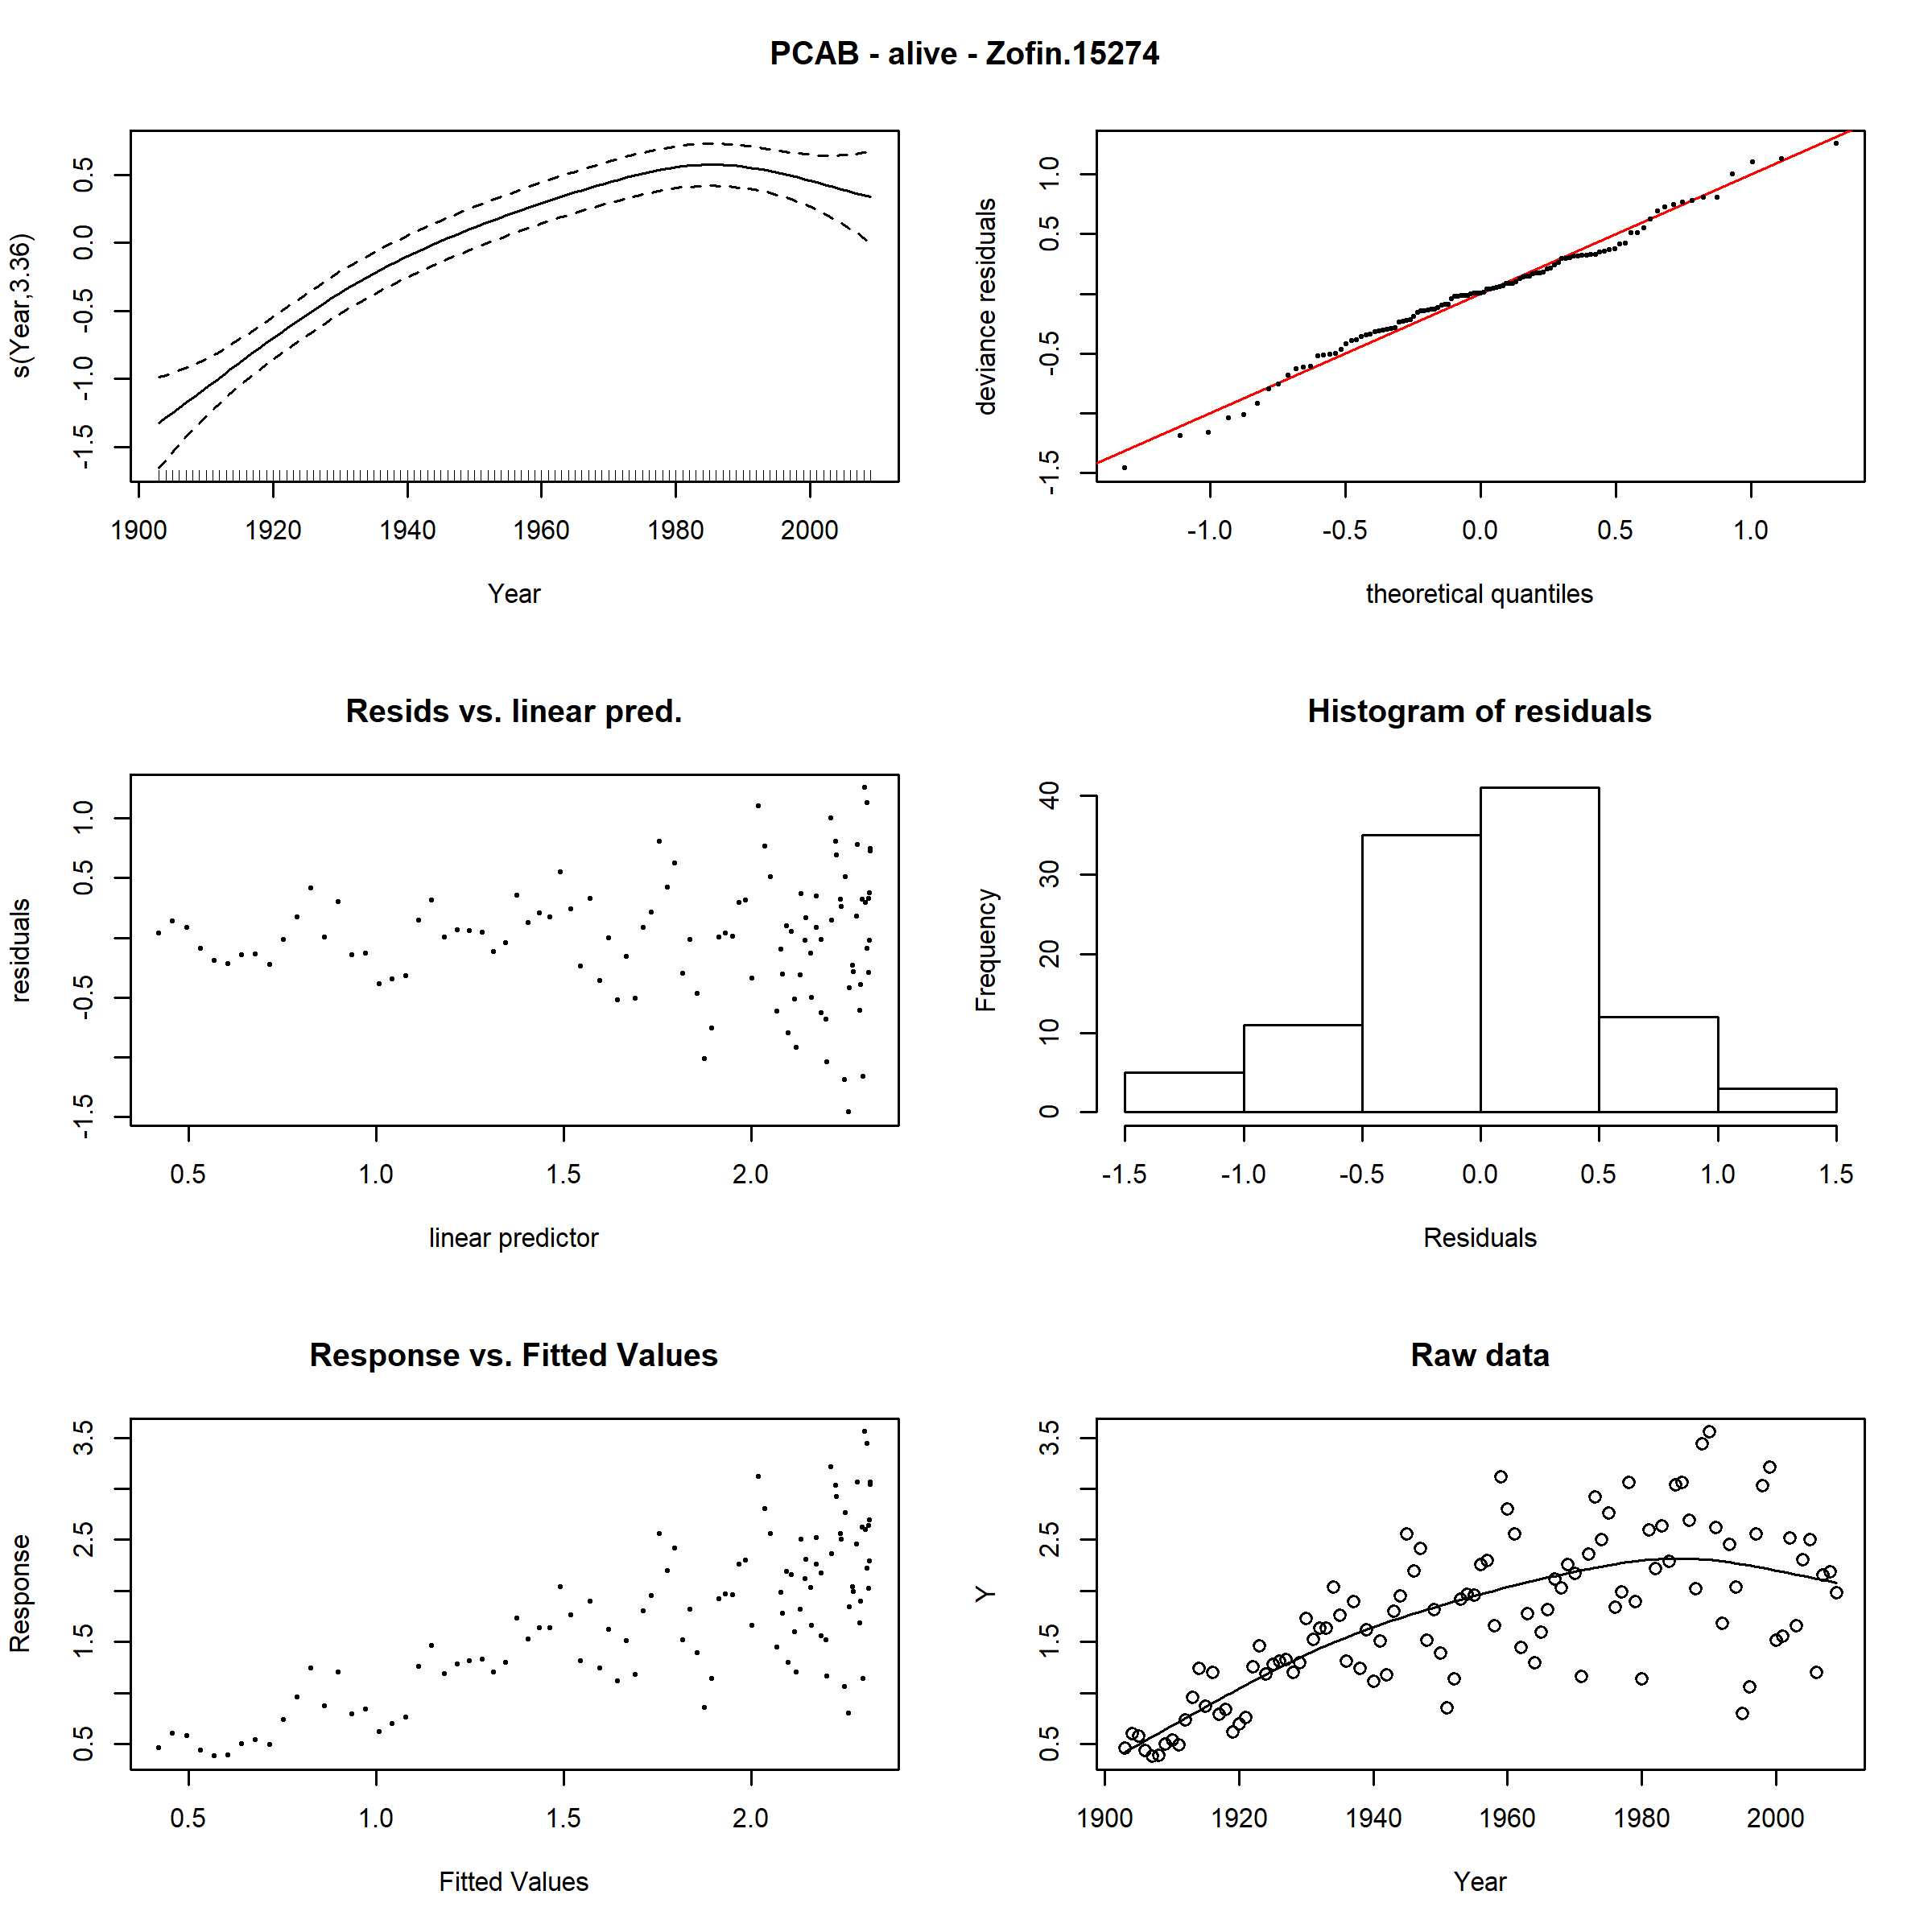 PCAB - alive - Zofin.15274
s(Year,3.36)
0.5
0.0
-0.5
-1.0
-1.5
1900 1920 1940 1960 1980 2000
Year
deviance residuals
1.0
0.5
-0.5
-1.5
-1.0 -0.5 0.0 0.5 1.0
theoretical quantiles
Resids vs. linear pred.
residuals
1.0
0.5
-0.5
-1.5
0.5 1.0 1.5 2.0
linear predictor
Histogram of residuals
Frequency
40
30
20
10
0
-1.5 -1.0 -0.5 0.0 0.5 1.0 1.5
Residuals
Response vs. Fitted Values
Response
3.5
2.5
1.5
0.5
0.5 1.0 1.5 2.0
Fitted Values
Raw data
Y
3.5
2.5
1.5
0.5
1900 1920 1940 1960 1980 2000
Year